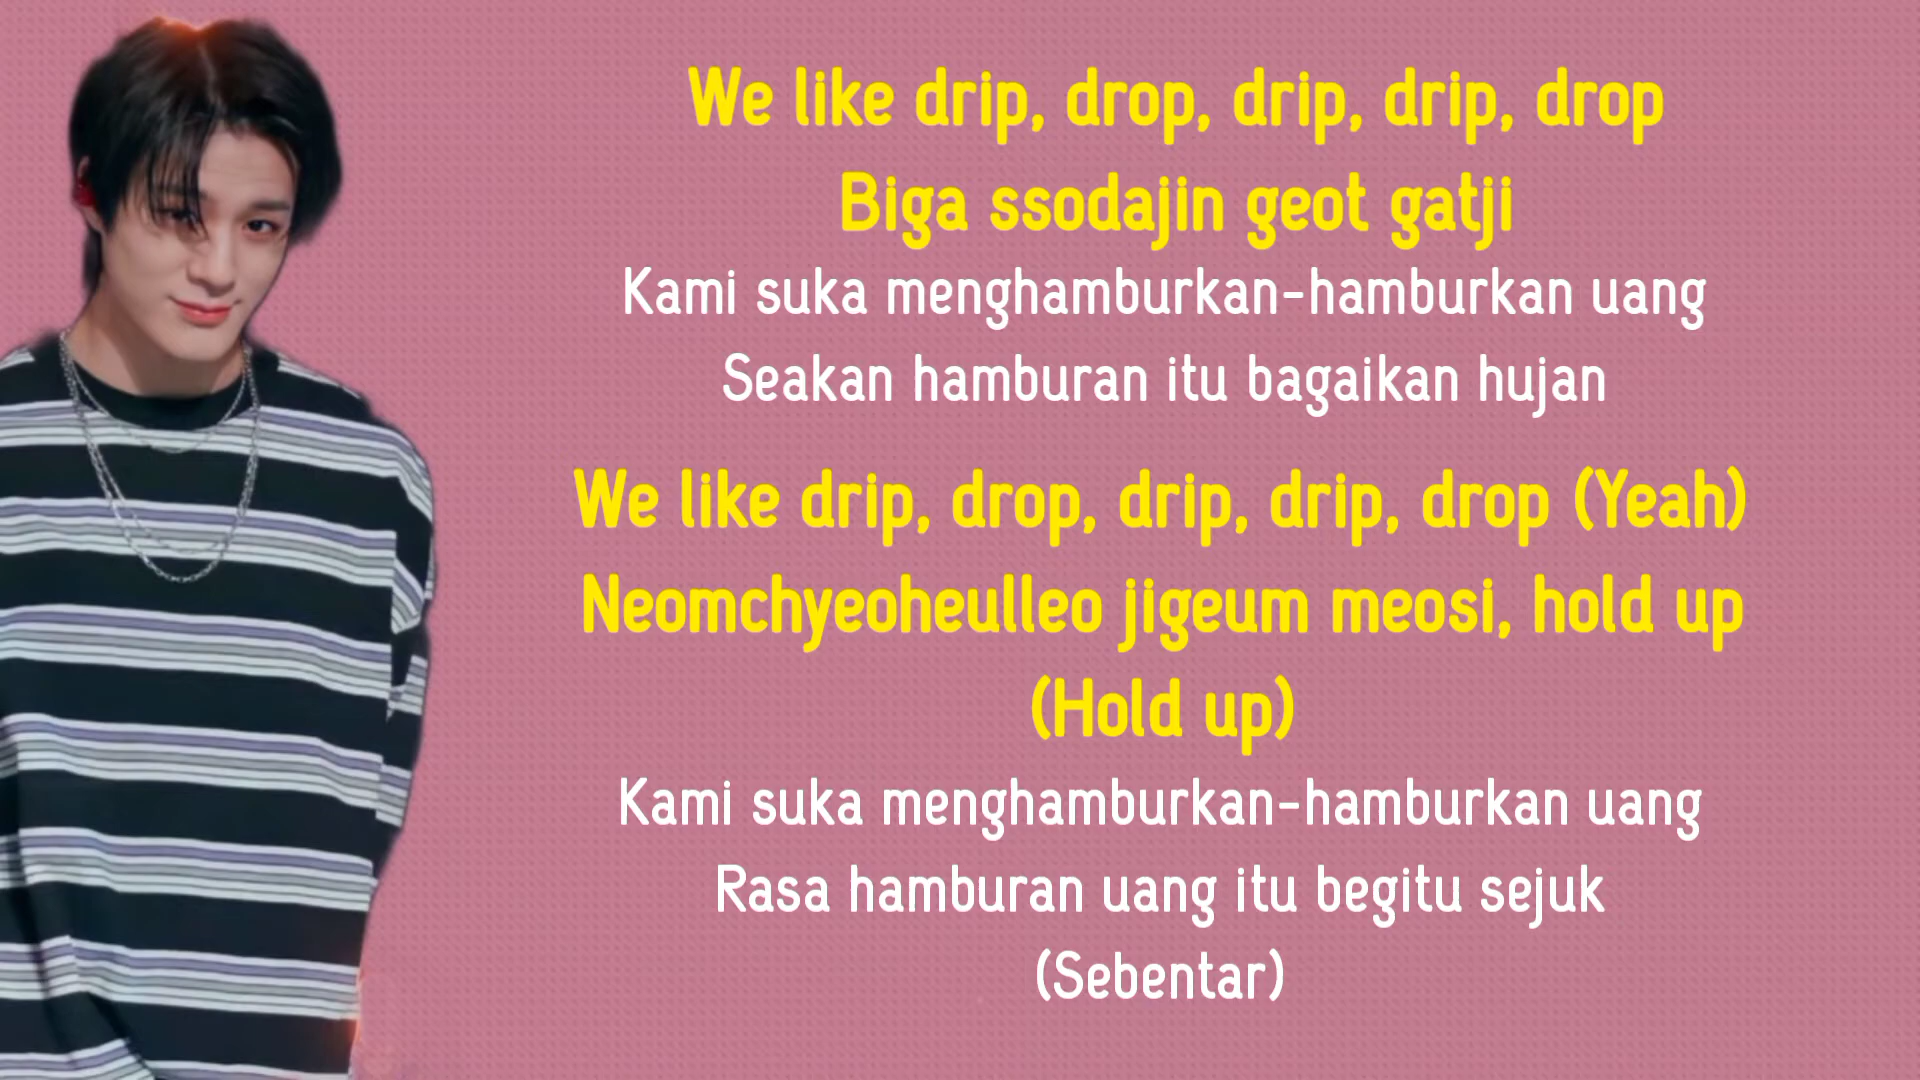 We like drip, drop, drip, drip, drop
Biga ssodajin geot gatji
Kami suka menghamburkan-hamburkan uang
Seakan hamburan itu bagaikan hujan
We like drip, drop, drip, drip, drop (Yeah)
Neomchyeoheulleo jigeum meosi, hold up
(Hold up)
Kami suka menghamburkan-hamburkan uang
Rasa hamburan uang itu begitu sejuk
(Sebentar)